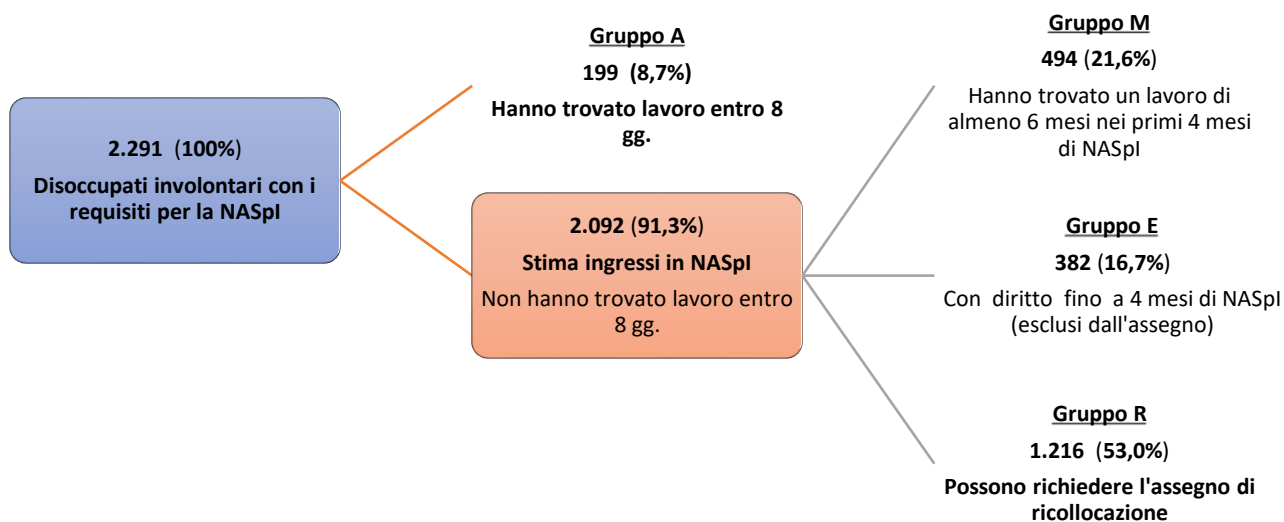 2.291 (100%)
Disoccupati involontari con i
requisiti per la NASpI
Gruppo A
199 (8,7%)
Hanno trovato lavoro entro 8
gg.
2.092 (91,3%)
Stima ingressi in NASpI
Non hanno trovato lavoro entro
8 gg.
Gruppo M
494 (21,6%)
Hanno trovato un lavoro di
almeno 6 mesi nei primi 4 mesi
di NASpI
Gruppo E
382 (16,7%)
Con diritto fino a 4 mesi di NASpI
(esclusi dall'assegno)
Gruppo R
1.216 (53,0%)
Possono richiedere l'assegno di
ricollocazione